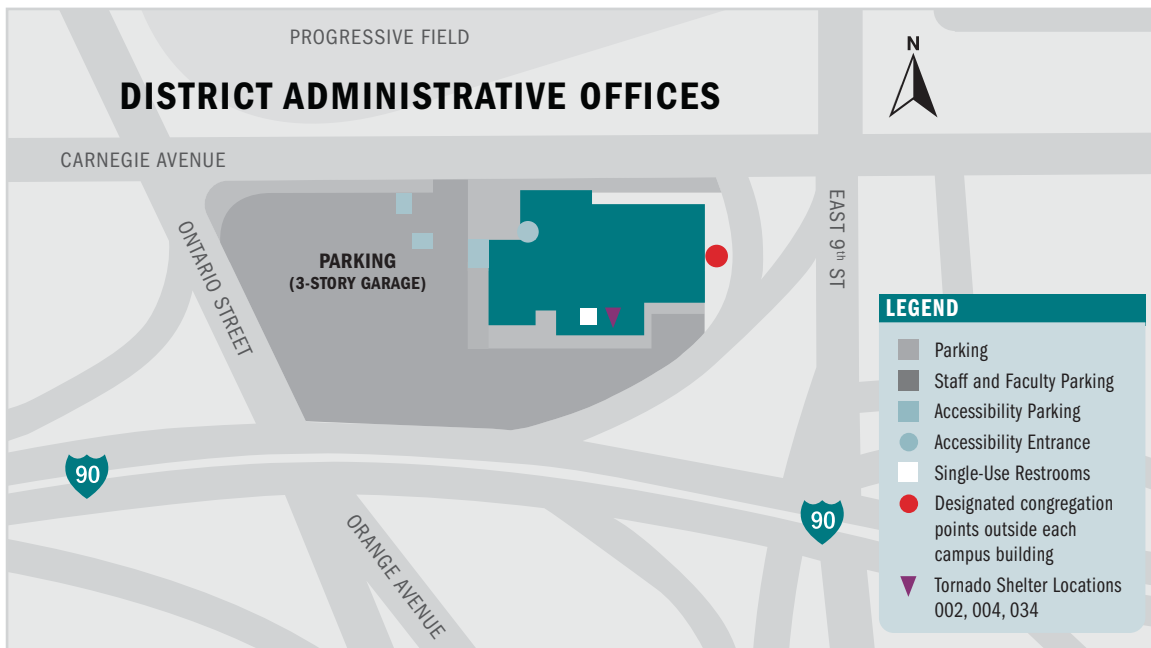 PROGRESSIVE FIELD
DISTRICT ADMINISTRATIVE OFFICES
N
CARNEGIE AVENUE
ONTARIO STREET
PARKING
(3-STORY GARAGE)
EAST 9th ST
90
ORANGE AVENUE
90
LEGEND
Parking
Staff and Faculty Parking
Accessibility Parking
Accessibility Entrance
Single-Use Restrooms
Designated congregation
points outside each
campus building
Tornado Shelter Locations
002, 004, 034